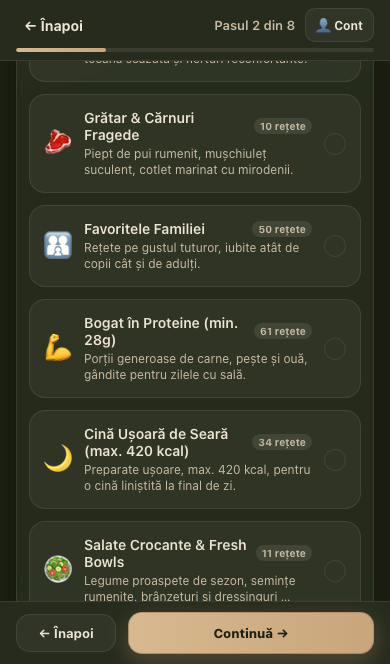 ← Înapoi
Pasul 2 din 8
Cont
Grătar & Cărnuri
Fragede
10 rețete
Piept de pui rumenit, mușchiuleț
suculent, cotlet marinat cu mirodenii.
Favoritele Familiei
50 rețete
Rețete pe gustul tuturor, iubite atât de
copii cât și de adulți.
Bogat în Proteine (min.
28g)
61 rețete
Porții generoase de carne, pește și ouă,
gândite pentru zilele cu sală.
Cină Ușoară de Seară
(max. 420 kcal)
34 rețete
Preparate ușoare, max. 420 kcal, pentru
o cină liniștită la final de zi.
Salate Crocante & Fresh
Bowls
11 rețete
Legume proaspete de sezon, semințe
rumenite, brânzeturi și dressinguri ...
← Înapoi
Continuă →